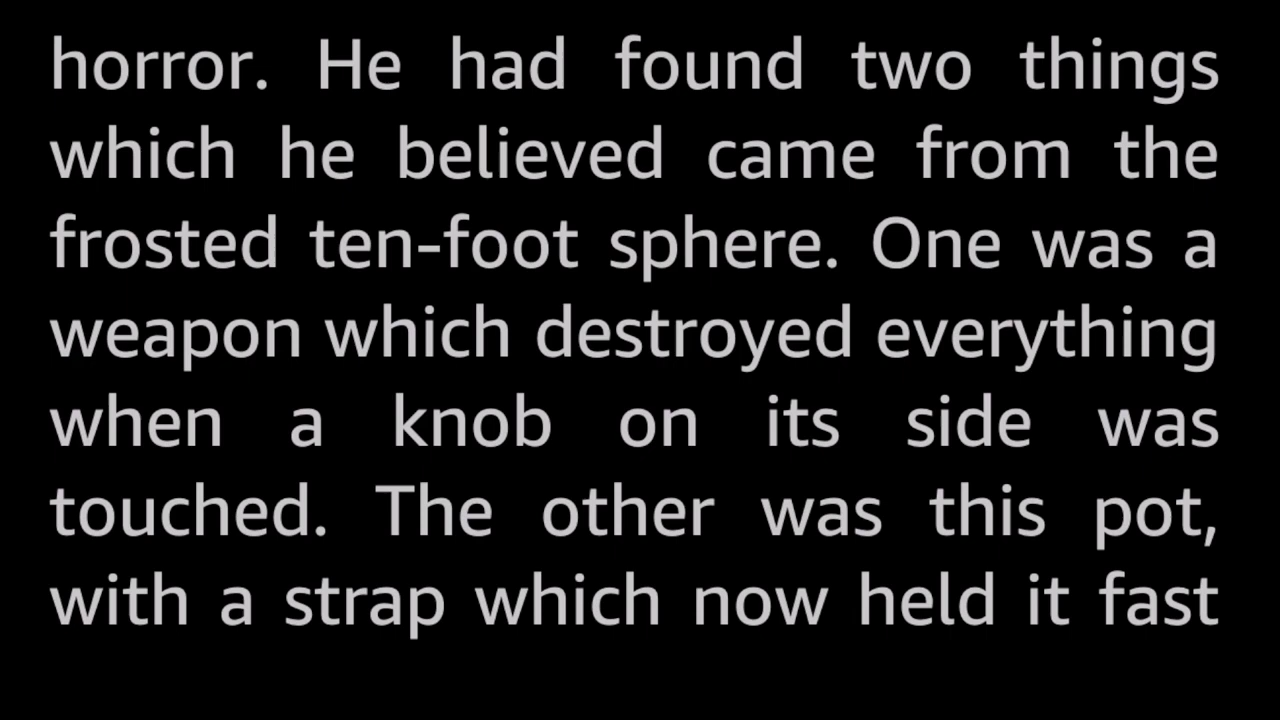 horror. He had found two things
which he believed came from the
frosted ten-foot sphere. One was a
weapon which destroyed everything
when a knob on its side was
touched. The other was this pot,
with a strap which now held it fast